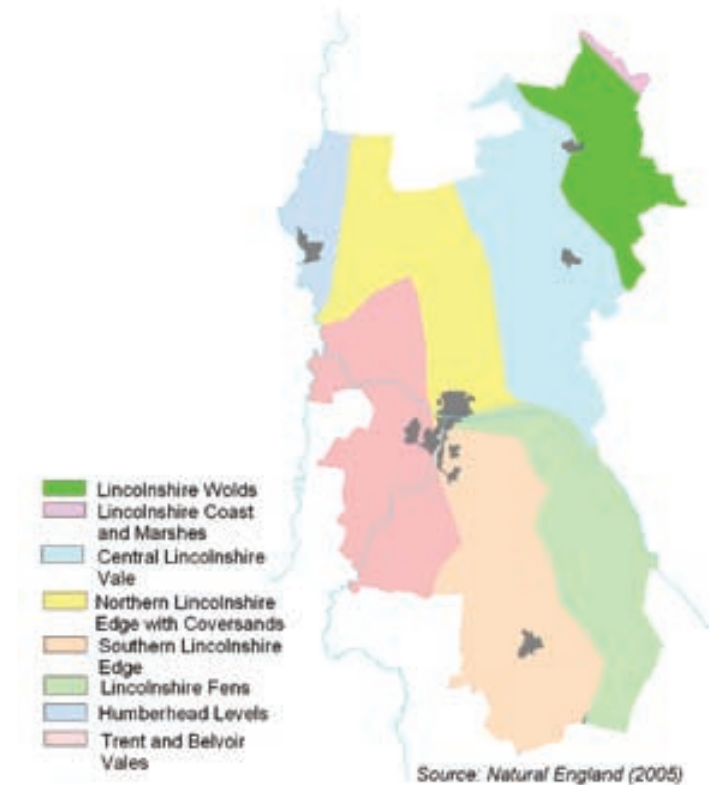 Lincolnshire Wolds
Lincolnshire Coast
and Marshes
Central Lincolnshire
Vale
Northern Lincolnshire
Edge with Coversands
Southern Lincolnshire
Edge
Lincolnshire Fens
Humberhead Levels
Trent and Belvoir
Vales
Source: Natural England (2005)